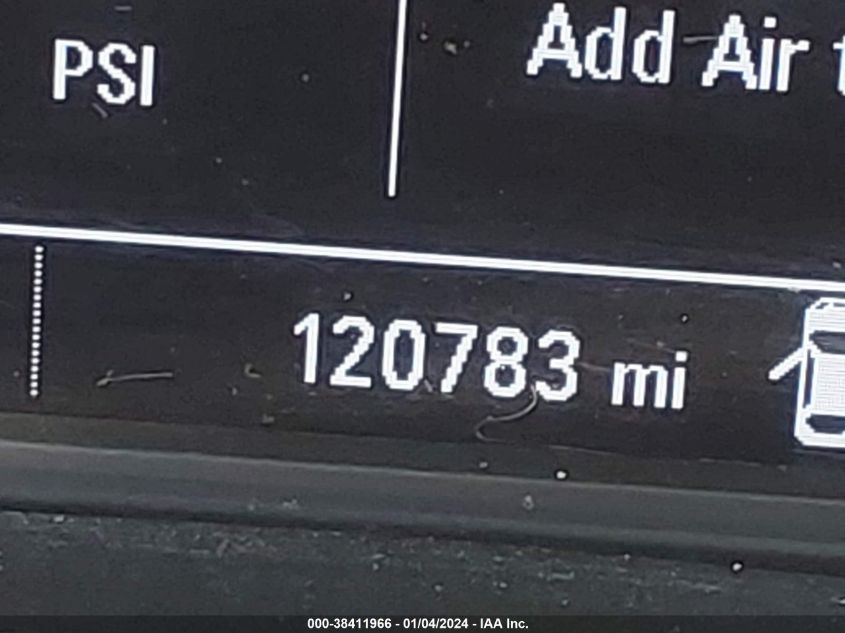 PSI
Add Air
120783 mi
000-38411966 - 01/04/2024 - IAA Inc.